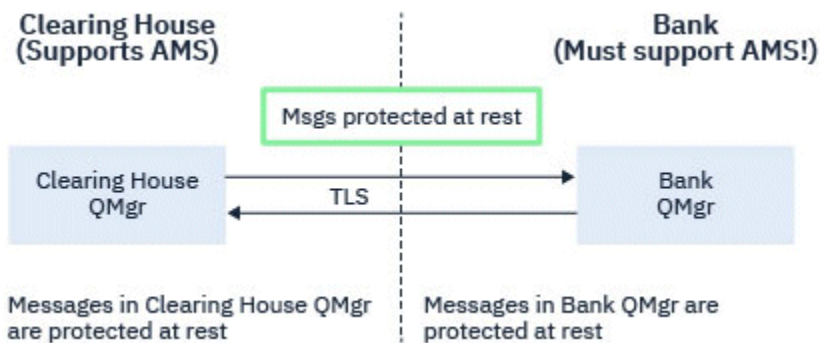 Clearing House
(Supports AMS)
Bank
(Must support AMS!)
Msgs protected at rest
Clearing House
QMgr
TLS
Bank
QMgr
Messages in Clearing House QMgr
are protected at rest
Messages in Bank QMgr are
protected at rest